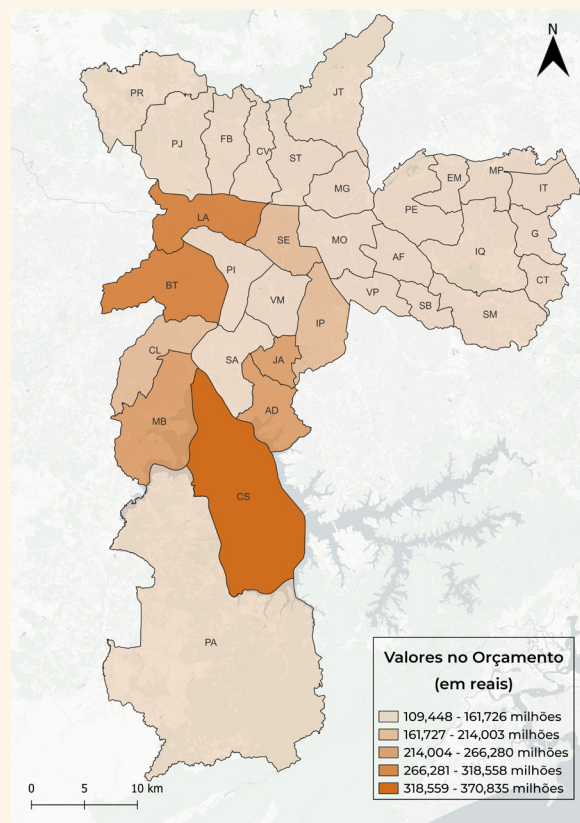 N
JT
PR
PJ
FB
CV
ST
MG
EM
MP
IT
PE
LA
SE
MO
G
IQ
AF
PI
BT
VM
VP
CT
SB
SM
IP
CL
SA
JA
MB
AD
CS
PA
Valores no Orçamento
(em reais)
109,448 - 161,726 milhões
161,727 - 214,003 milhões
214,004 - 266,280 milhões
266,281 - 318,558 milhões
318,559 - 370,835 milhões
0 5 10 km